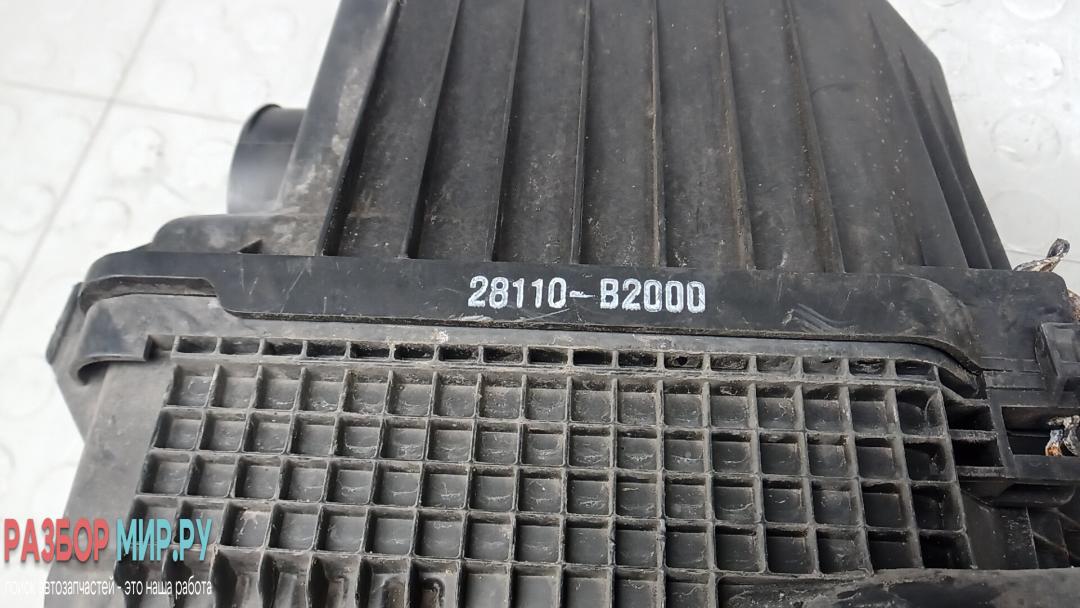 28110-B2000
РАЗБОР МИР.РУ
поиск автозапчастей - это наша работа